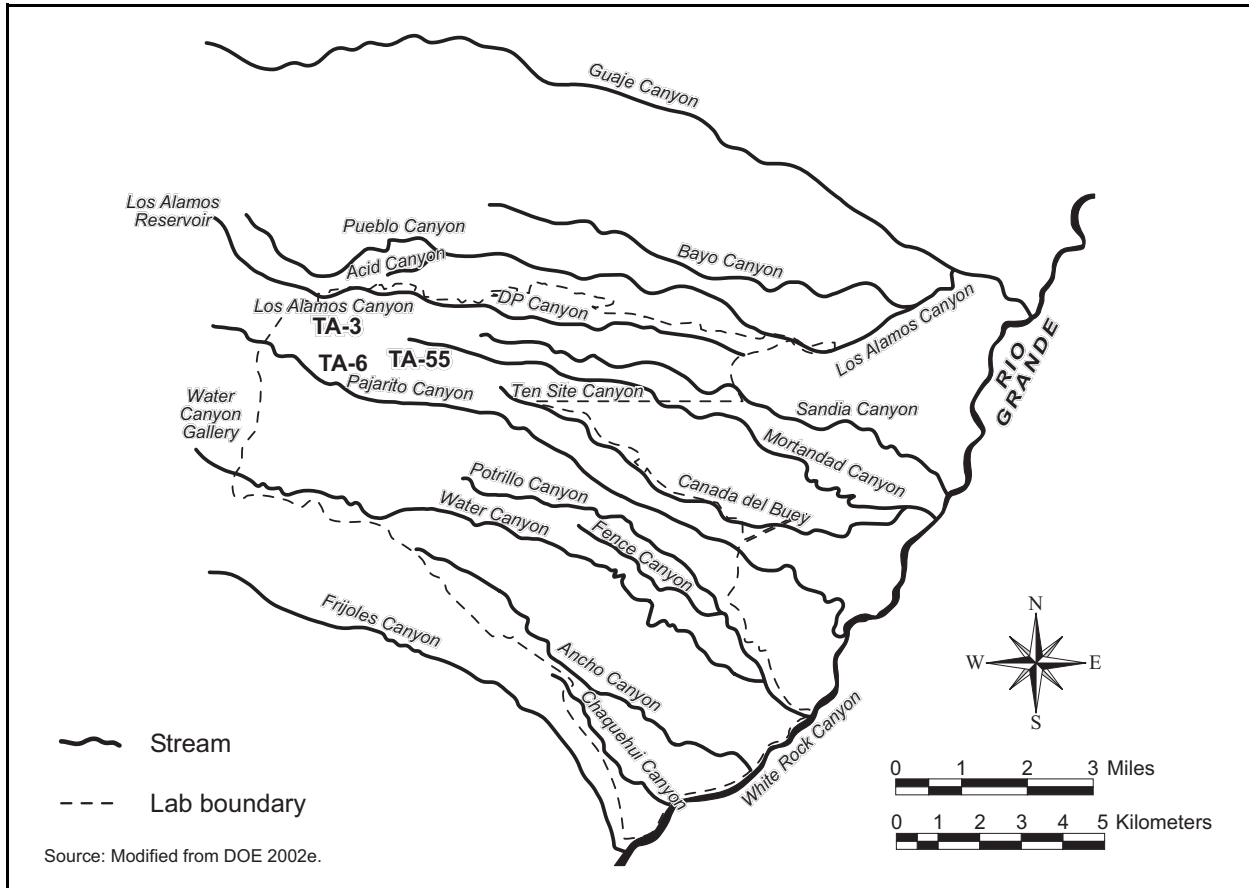 Guaje Canyon
Los Alamos
Reservoir
Pueblo Canyon
Acid Canyon
Bayo Canyon
Los Alamos Canyon
DP Canyon
Los Alamos Canyon
TA-3
TA-6
TA-55
RIO
GRANDE
Pajarito Canyon
Ten Site Canyon
Sandia Canyon
Water
Canyon
Gallery
Mortandad Canyon
Potrillo Canyon
Canada del Buey
Water Canyon
Fence Canyon
Frijoles Canyon
Ancho Canyon
Chaquehui Canyon
White Rock Canyon
N
W
E
S
Stream
Lab boundary
0 1 2 3 Miles
0 1 2 3 4 5 Kilometers
Source: Modified from DOE 2002e.